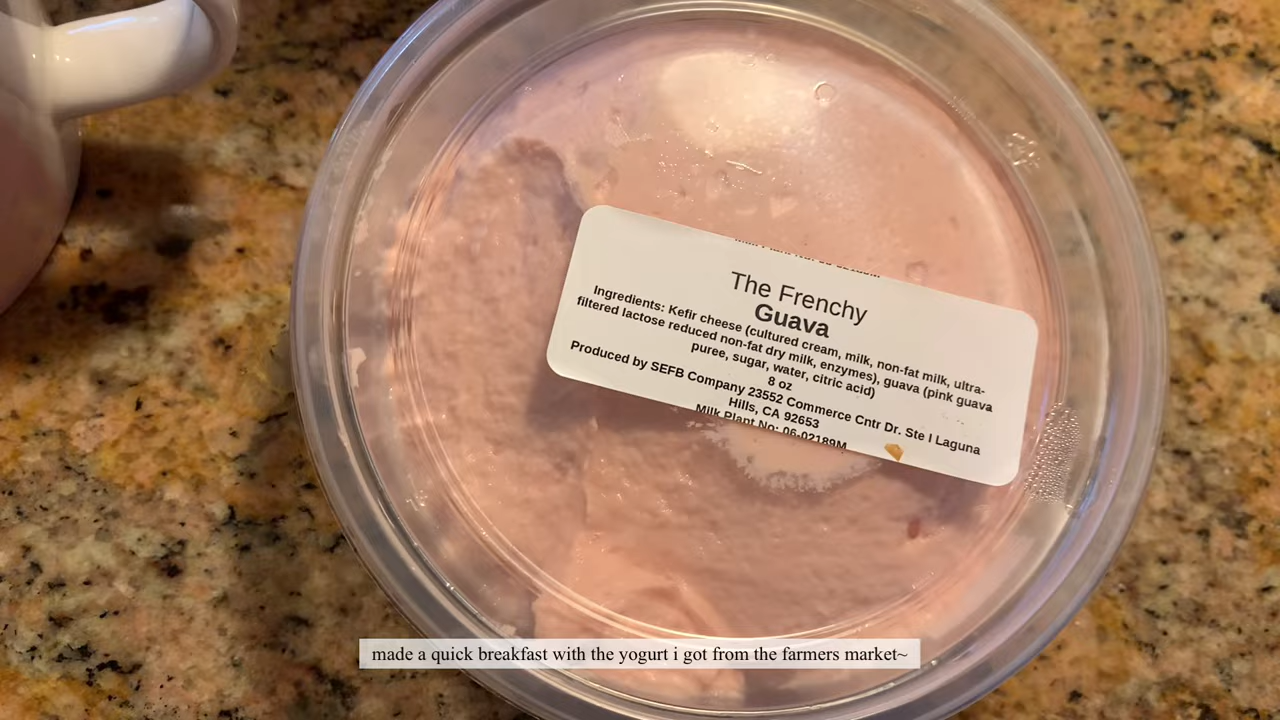 The Frenchy
Guava
Ingredients: Kefir cheese (cultured cream, milk, non-fat milk, ultra-
filtered lactose reduced non-fat dry milk, enzymes), guava (pink guava
puree, sugar, water, citric acid)
8 oz
Produced by SEFB Company 23552 Commerce Cntr Dr. Ste I Laguna
Hills, CA 92653
Milk Plant No: 06-02189M
made a quick breakfast with the yogurt i got from the farmers market~